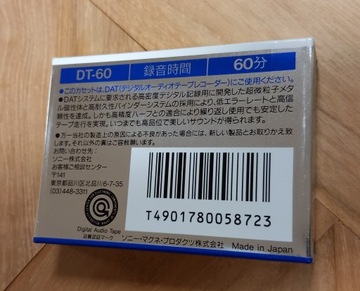 DT-60 録音時間 60分
●このカセットは、DAT(デジタルオーディオテープレコーダー)にご使用ください。
●DATシステムに要求される高密度デジタル記録用に開発した超微粒子メタ
ル磁性体と高耐久性バインダーシステムの採用により、低エラーレートと高信
頼性を達成。しかも高精度ハーフとの適合により繰り返し使用でも安定した
テープ走行を実現。いつまでも高品位で美しいサウンドが得られます。
●万一当社の製造上の原因による不良があった場合には、新しい製品とお取りかえ致
します。それ以外の責はご容赦願います。
お問い合わせ先:
ソニー株式会社
お客様ご相談センター
〒141
東京都品川区北品川6-7-35
(03)448-3311
T4901780058723
Digital Audio Tape
品質認証マーク
ソニー・マグネ・プロダクツ株式会社
Made in Japan